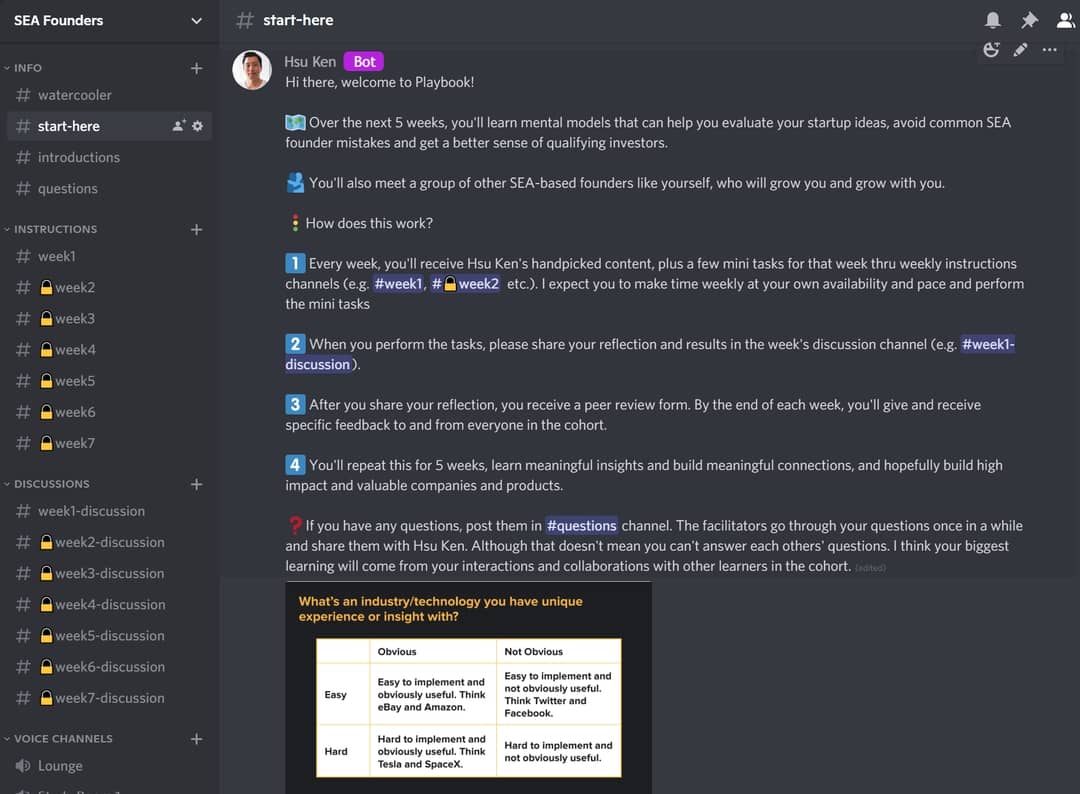 SEA Founders
INFO
# watercooler
# start-here
# introductions
# questions
INSTRUCTIONS
# week1
# 🔒week2
# 🔒week3
# 🔒week4
# 🔒week5
# 🔒week6
# 🔒week7
DISCUSSIONS
# week1-discussion
# 🔒week2-discussion
# 🔒week3-discussion
# 🔒week4-discussion
# 🔒week5-discussion
# 🔒week6-discussion
# 🔒week7-discussion
VOICE CHANNELS
Lounge
# start-here
Hsu Ken Bot
Hi there, welcome to Playbook!
🗺️ Over the next 5 weeks, you'll learn mental models that can help you evaluate your startup ideas, avoid common SEA
founder mistakes and get a better sense of qualifying investors.
🫂 You'll also meet a group of other SEA-based founders like yourself, who will grow you and grow with you.
🚦 How does this work?
1️⃣ Every week, you'll receive Hsu Ken's handpicked content, plus a few mini tasks for that week thru weekly instructions
channels (e.g. #week1, #🔒week2 etc.). I expect you to make time weekly at your own availability and pace and perform
the mini tasks
2️⃣ When you perform the tasks, please share your reflection and results in the week's discussion channel (e.g. #week1-
discussion).
3️⃣ After you share your reflection, you receive a peer review form. By the end of each week, you'll give and receive
specific feedback to and from everyone in the cohort.
4️⃣ You'll repeat this for 5 weeks, learn meaningful insights and build meaningful connections, and hopefully build high
impact and valuable companies and products.
❓ If you have any questions, post them in #questions channel. The facilitators go through your questions once in a while
and share them with Hsu Ken. Although that doesn't mean you can't answer each others' questions. I think your biggest
learning will come from your interactions and collaborations with other learners in the cohort. (edited)
What's an industry/technology you have unique
experience or insight with?
Obvious
Not Obvious
Easy
Easy to implement and
obviously useful. Think
eBay and Amazon.
Easy to implement and
not obviously useful.
Think Twitter and
Facebook.
Hard
Hard to implement and
obviously useful. Think
Tesla and SpaceX.
Hard to implement and
not obviously useful.